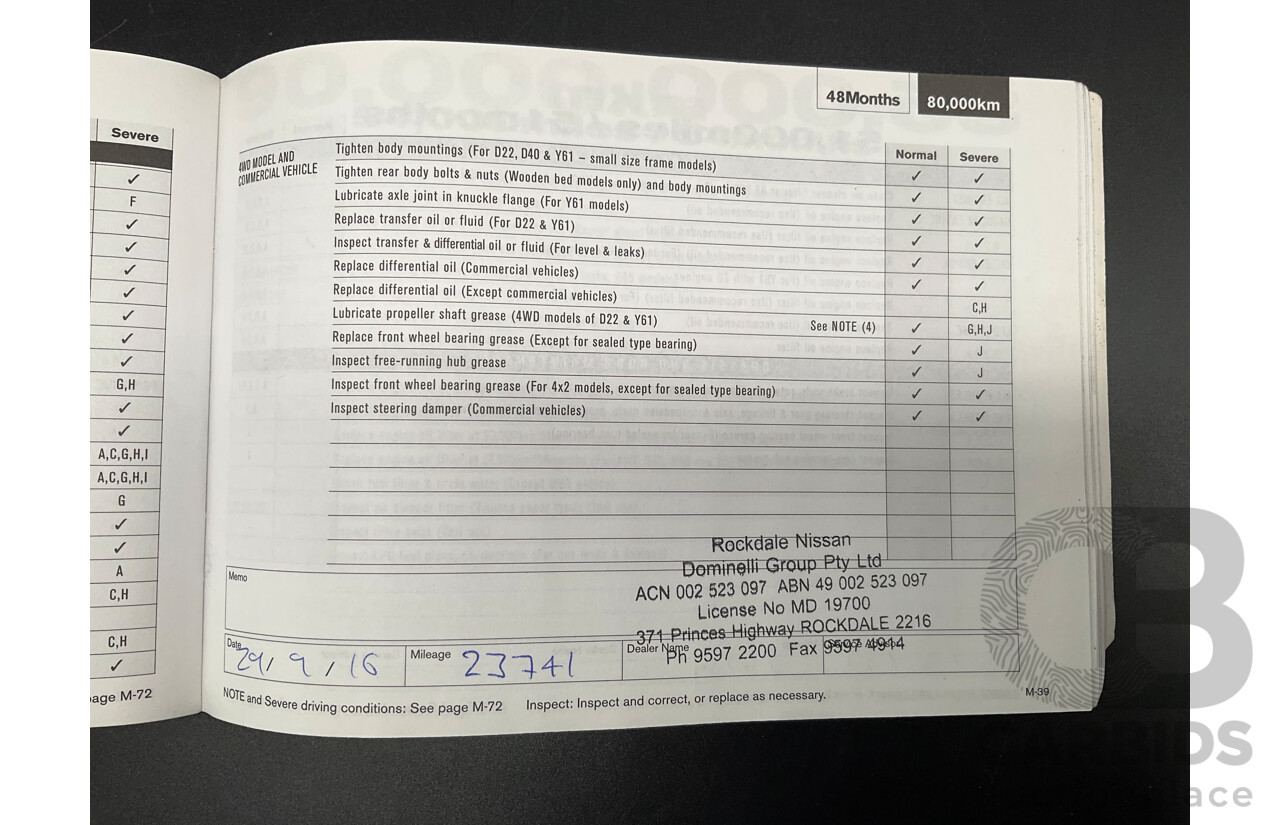 Severe
✓
F
✓
✓
✓
✓
✓
✓
✓
G,H
✓
✓
A,C,G,H,I
A,C,G,H,I
G
✓
✓
A
C,H
C,H
✓
page M-72
48Months 80,000km
Normal Severe
4WD MODEL AND
COMMERCIAL VEHICLE
Tighten body mountings (For D22, D40 & Y61 – small size frame models) ✓ ✓
Tighten rear body bolts & nuts (Wooden bed models only) and body mountings ✓ ✓
Lubricate axle joint in knuckle flange (For Y61 models) ✓ ✓
Replace transfer oil or fluid (For D22 & Y61) ✓ ✓
Inspect transfer & differential oil or fluid (For level & leaks) ✓ ✓
Replace differential oil (Commercial vehicles) ✓ ✓
Replace differential oil (Except commercial vehicles) C,H
Lubricate propeller shaft grease (4WD models of D22 & Y61) See NOTE (4) ✓ G,H,J
Replace front wheel bearing grease (Except for sealed type bearing) ✓ J
Inspect free-running hub grease ✓ J
Inspect front wheel bearing grease (For 4x2 models, except for sealed type bearing) ✓ ✓
Inspect steering damper (Commercial vehicles) ✓ ✓
Rockdale Nissan
Dominelli Group Pty Ltd
ACN 002 523 097 ABN 49 002 523 097
License No MD 19700
371 Princes Highway ROCKDALE 2216
Ph 9597 2200 Fax 9597 4914
Memo
Date 29/9/16 Mileage 23741 Dealer Name
NOTE and Severe driving conditions: See page M-72 Inspect: Inspect and correct, or replace as necessary.
M-39